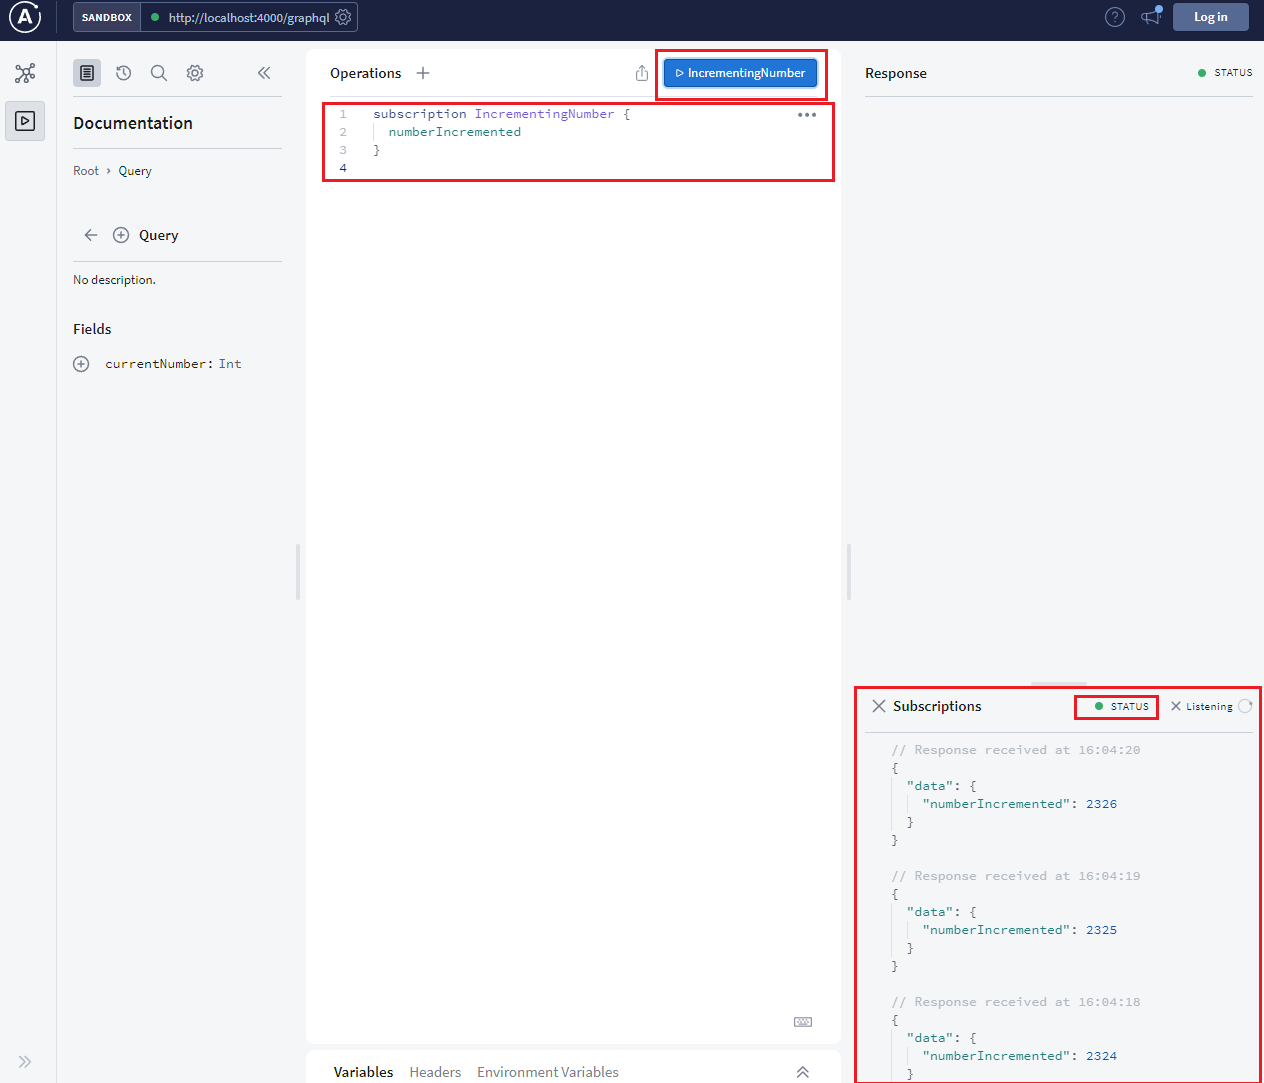 SANDBOX
http://localhost:4000/graphql
Log in
Documentation
Root › Query
Query
No description.
Fields
currentNumber: Int
Operations
IncrementingNumber
1 subscription IncrementingNumber {
2 numberIncremented
3 }
4
Variables Headers Environment Variables
Response
STATUS
Subscriptions
STATUS
Listening
// Response received at 16:04:20
{
"data": {
"numberIncremented": 2326
}
}
// Response received at 16:04:19
{
"data": {
"numberIncremented": 2325
}
}
// Response received at 16:04:18
{
"data": {
"numberIncremented": 2324
}